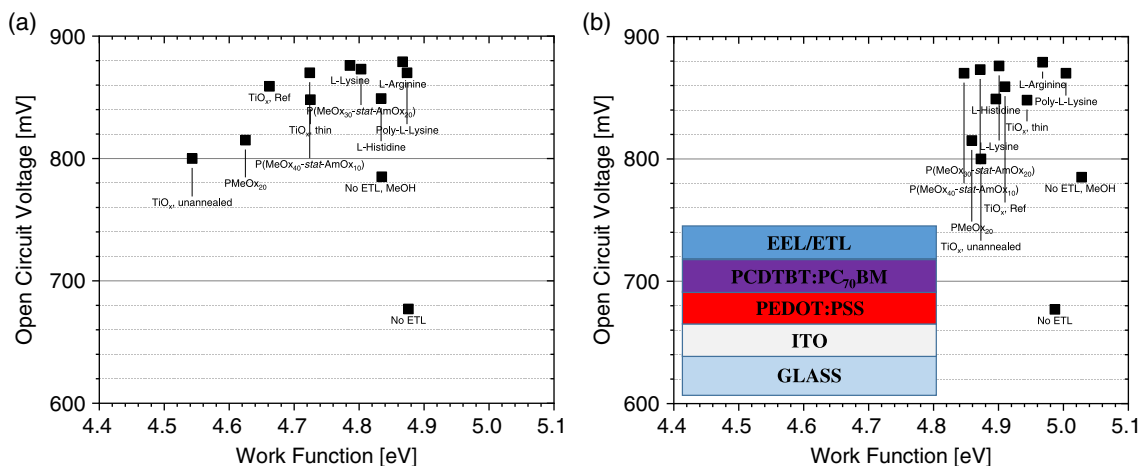 (a)
900
800
700
600
Open Circuit Voltage [mV]
4.4 4.5 4.6 4.7 4.8 4.9 5.0 5.1
Work Function [eV]
L-Lysine
L-Arginine
TiOx, Ref
P(MeOx30-stat-AmOx20)
TiOx, thin
Poly-L-Lysine
L-Histidine
P(MeOx40-stat-AmOx10)
PMeOx20
No ETL, MeOH
TiOx, unannealed
No ETL
(b)
900
800
700
600
Open Circuit Voltage [mV]
4.4 4.5 4.6 4.7 4.8 4.9 5.0 5.1
Work Function [eV]
L-Arginine
Poly-L-Lysine
L-Histidine
TiOx, thin
L-Lysine
P(MeOx30-stat-AmOx20)
P(MeOx40-stat-AmOx10)
No ETL, MeOH
TiOx, Ref
PMeOx20
TiOx, unannealed
No ETL
EEL/ETL
PCDTBT:PC70BM
PEDOT:PSS
ITO
GLASS